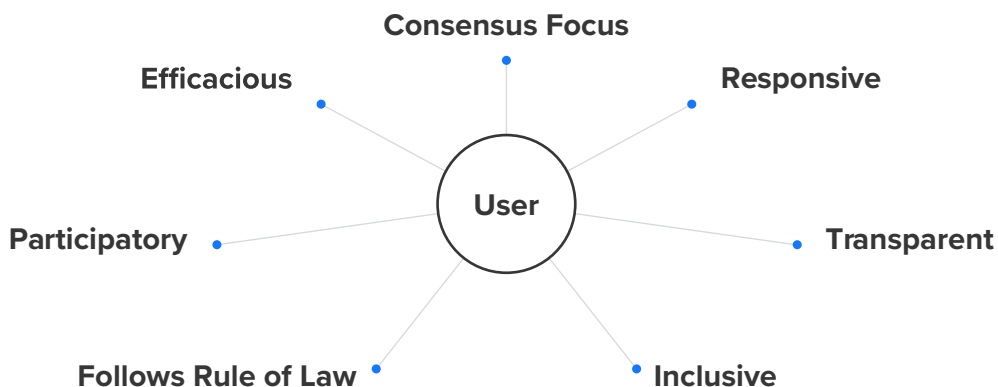 Consensus Focus
Efficacious
Responsive
User
Participatory
Transparent
Follows Rule of Law
Inclusive